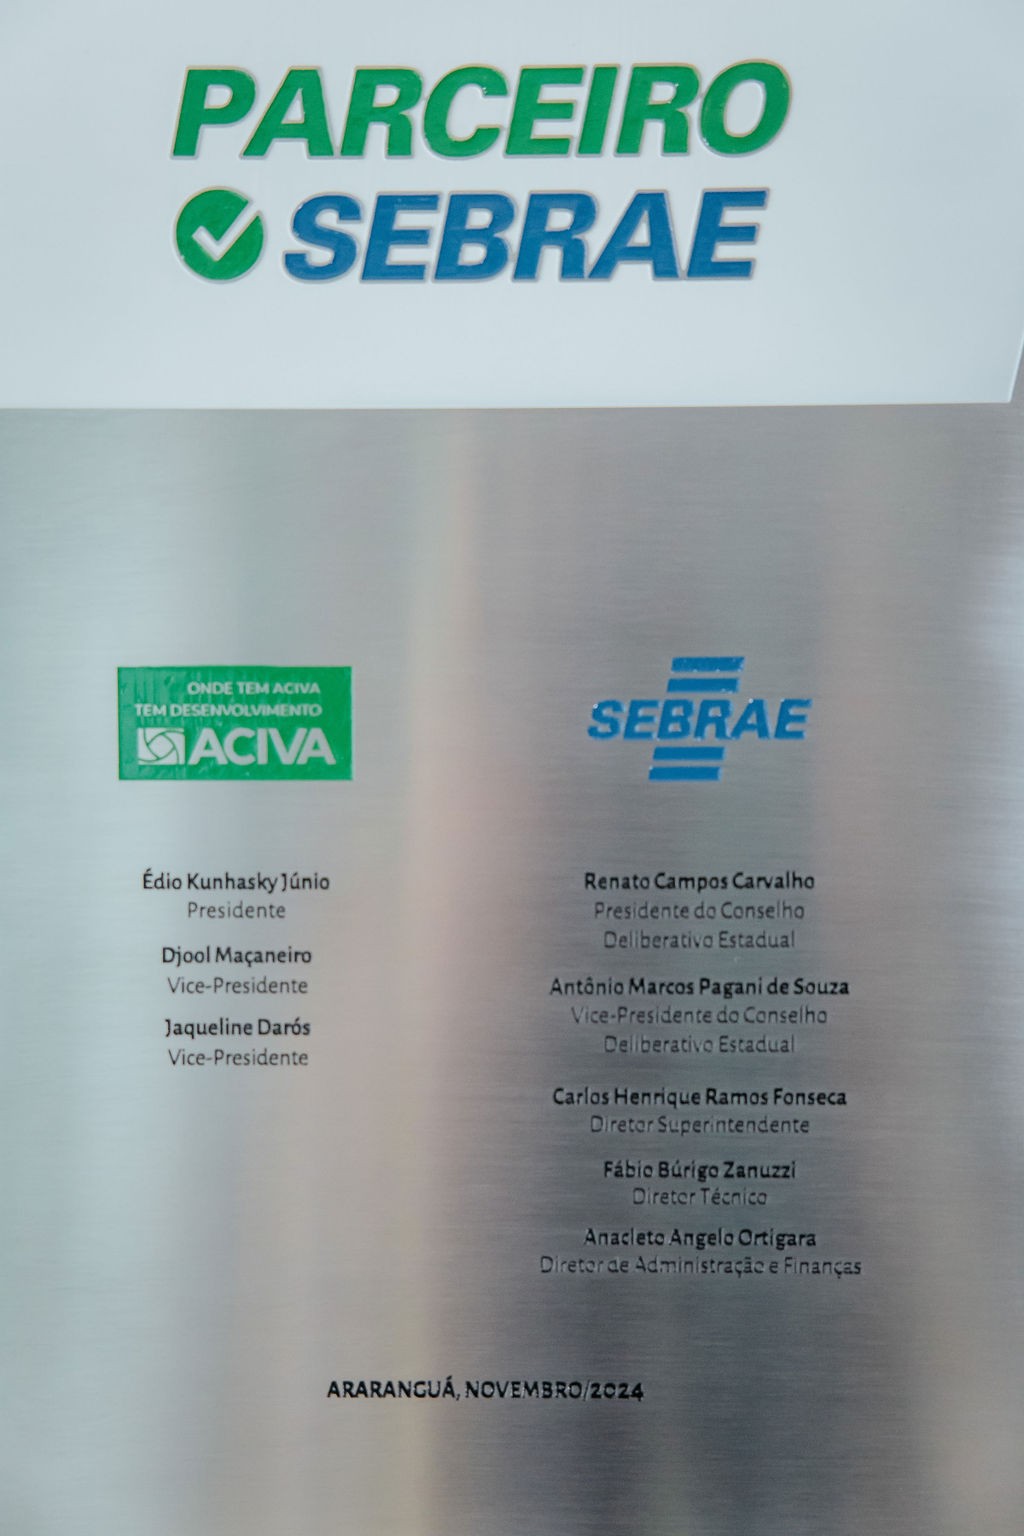 PARCEIRO
SEBRAE
ONDE TEM ACIVA
TEM DESENVOLVIMENTO
ACIVA
Édio Kunhasky Júnio
Presidente
Djool Maçaneiro
Vice-Presidente
Jaqueline Darós
Vice-Presidente
SEBRAE
Renato Campos Carvalho
Presidente do Conselho
Deliberativo Estadual
Antônio Marcos Pagani de Souza
Vice-Presidente do Conselho
Deliberativo Estadual
Carlos Henrique Ramos Fonseca
Diretor Superintendente
Fábio Búrigo Zanuzzi
Diretor Técnico
Anacleto Angelo Ortigara
Diretor de Administração e Finanças
ARARANGUÁ, NOVEMBRO/2024